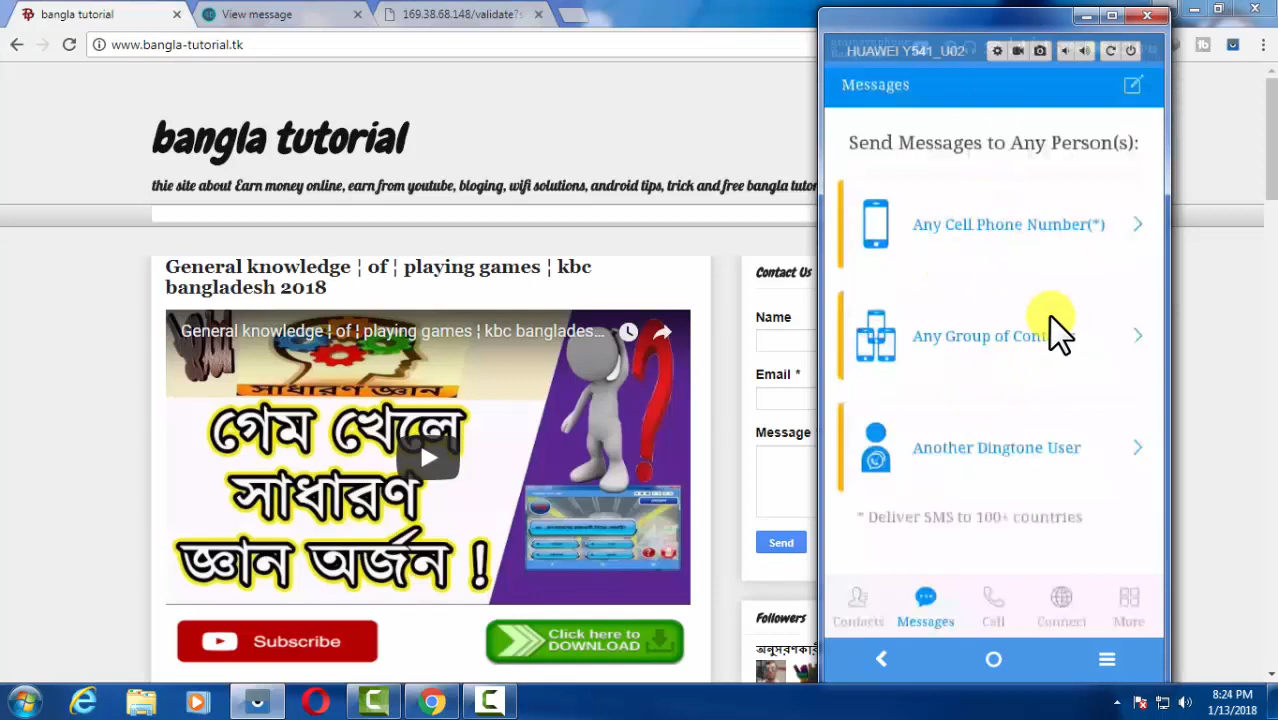 bangla tutorial
View message
169.38.68.148/validate?s
www.bangla-tutorial.tk
bangla tutorial
thie site about Earn money online, earn from youtube, bloging, wifi solutions, android tips, trick and free bangla tutor
General knowledge ¦ of ¦ playing games ¦ kbc
bangladesh 2018
General knowledge ¦ of ¦ playing games ¦ kbc banglades...
সাধারণ জ্ঞান
গেম খেলে
সাধারণ
জ্ঞান অর্জন !
Subscribe
Click here to
DOWNLOAD
Contact Us
Name
Email *
Message
Send
Followers
অনুসরণকারী
HUAWEI Y541_U02
Messages
Send Messages to Any Person(s):
Any Cell Phone Number(*)
Any Group of Cont
Another Dingtone User
* Deliver SMS to 100+ countries
Contacts
Messages
Call
Connect
More
8:24 PM
1/13/2018